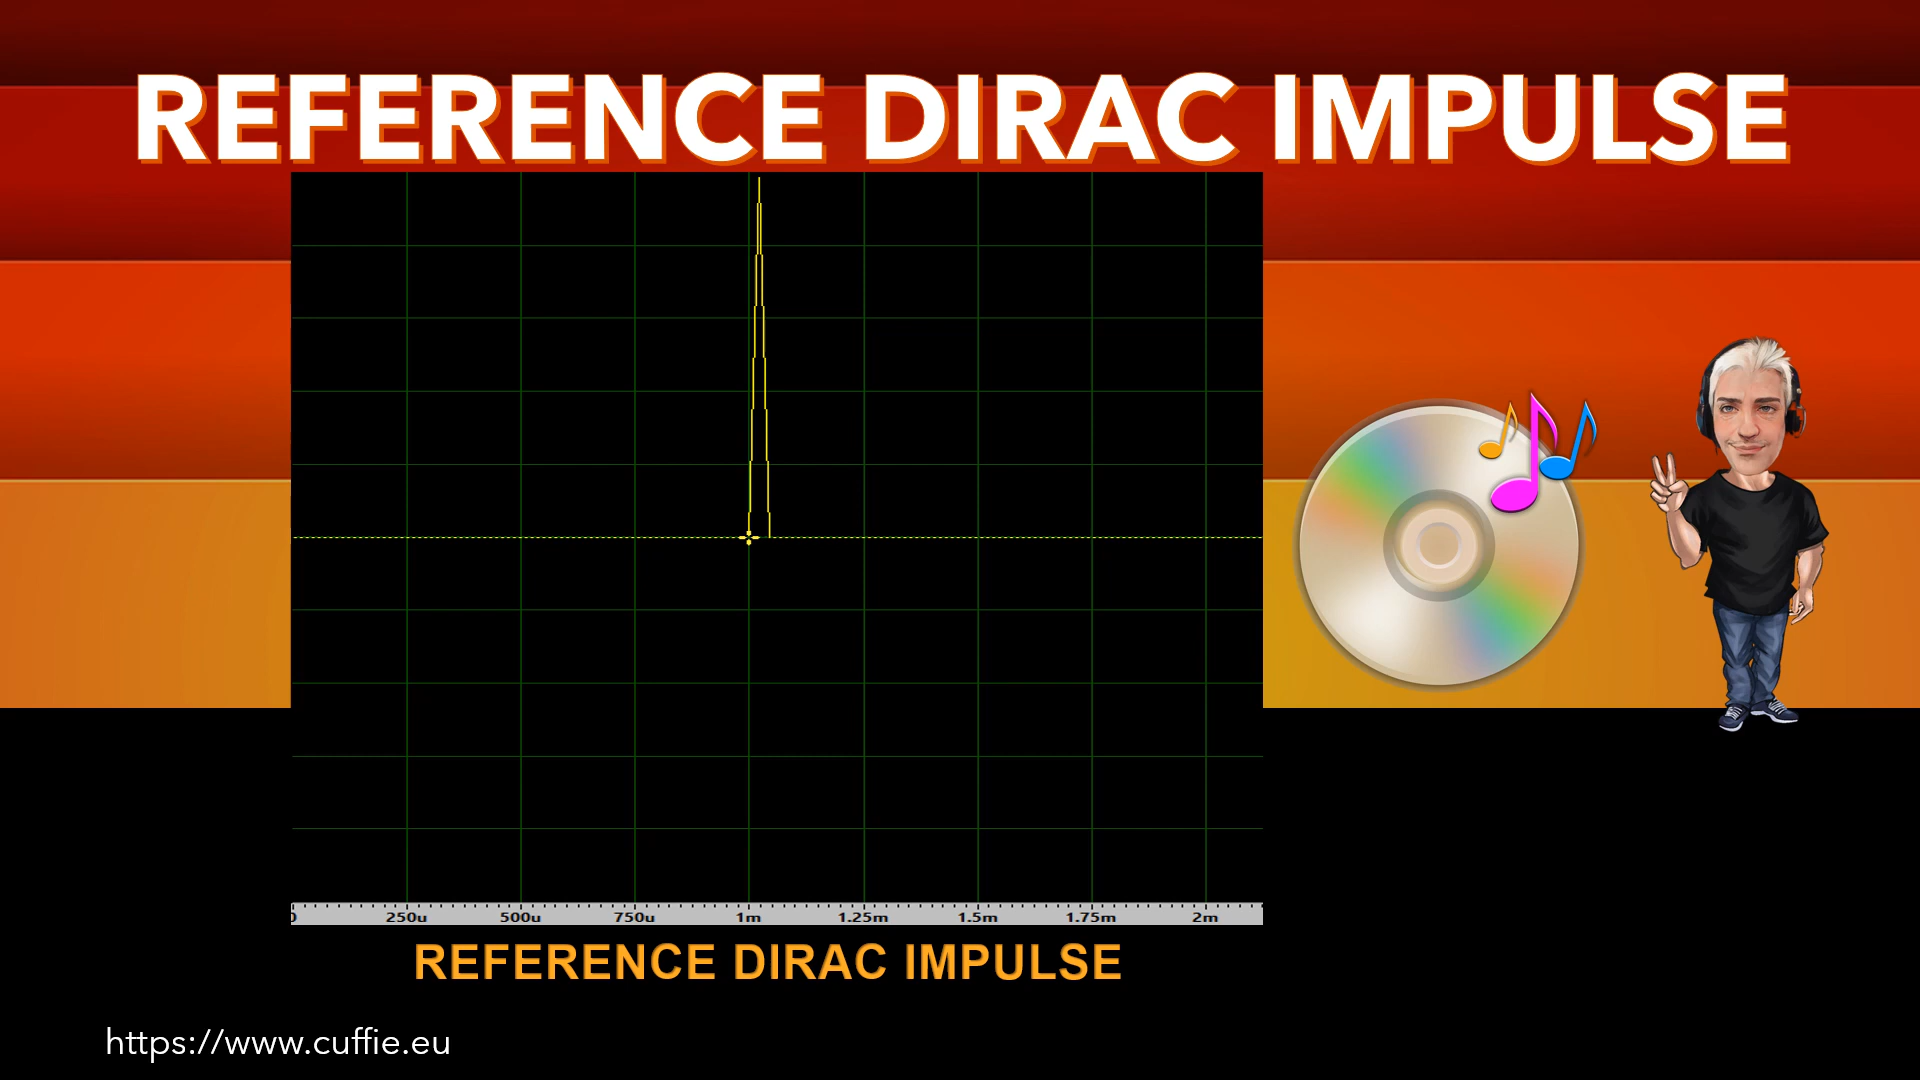 REFERENCE DIRAC IMPULSE
0 250u 500u 750u 1m 1.25m 1.5m 1.75m 2m
REFERENCE DIRAC IMPULSE
https://www.cuffie.eu